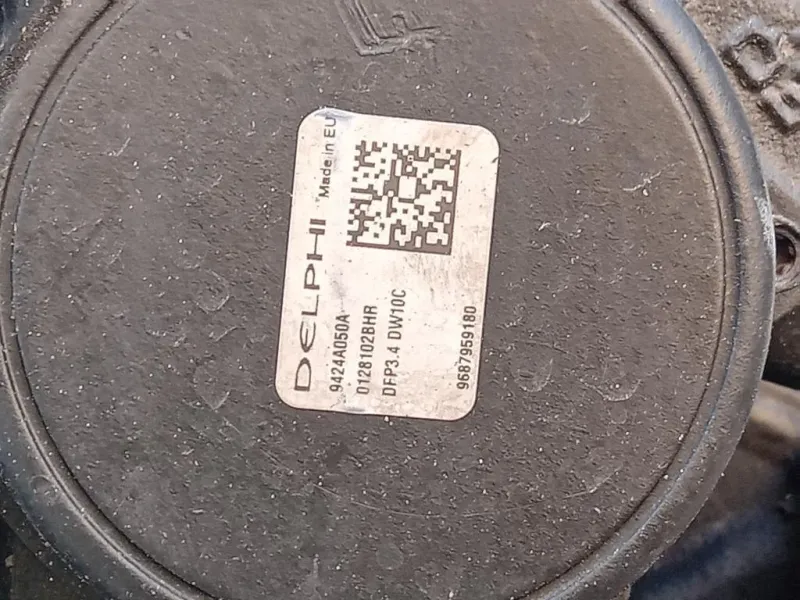 DELPHI Made in EU
9424A050A
0128102BHR
DFP3.4 DW10C
9687959180